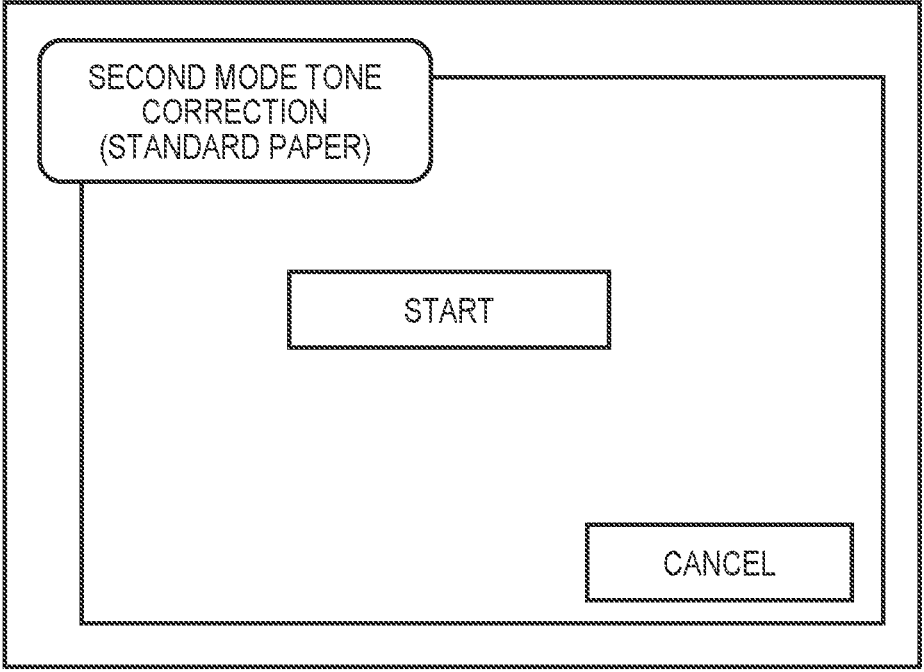 SECOND MODE TONE
CORRECTION
(STANDARD PAPER)
START
CANCEL